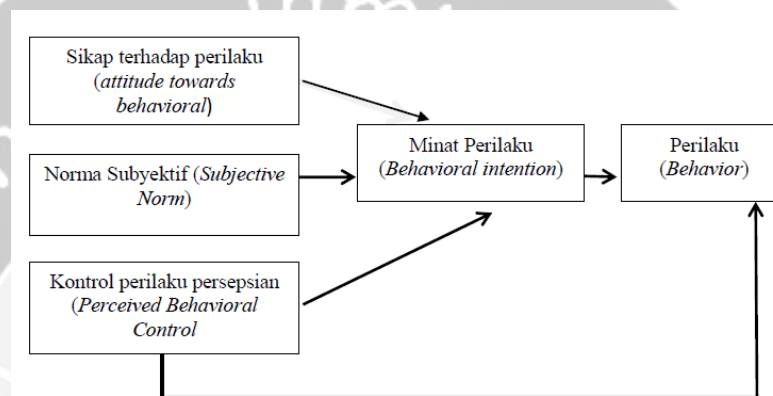 Sikap terhadap perilaku
(attitude towards
behavioral)
Norma Subyektif (Subjective
Norm)
Kontrol perilaku persepsian
(Perceived Behavioral
Control
Minat Perilaku
(Behavioral intention)
Perilaku
(Behavior)